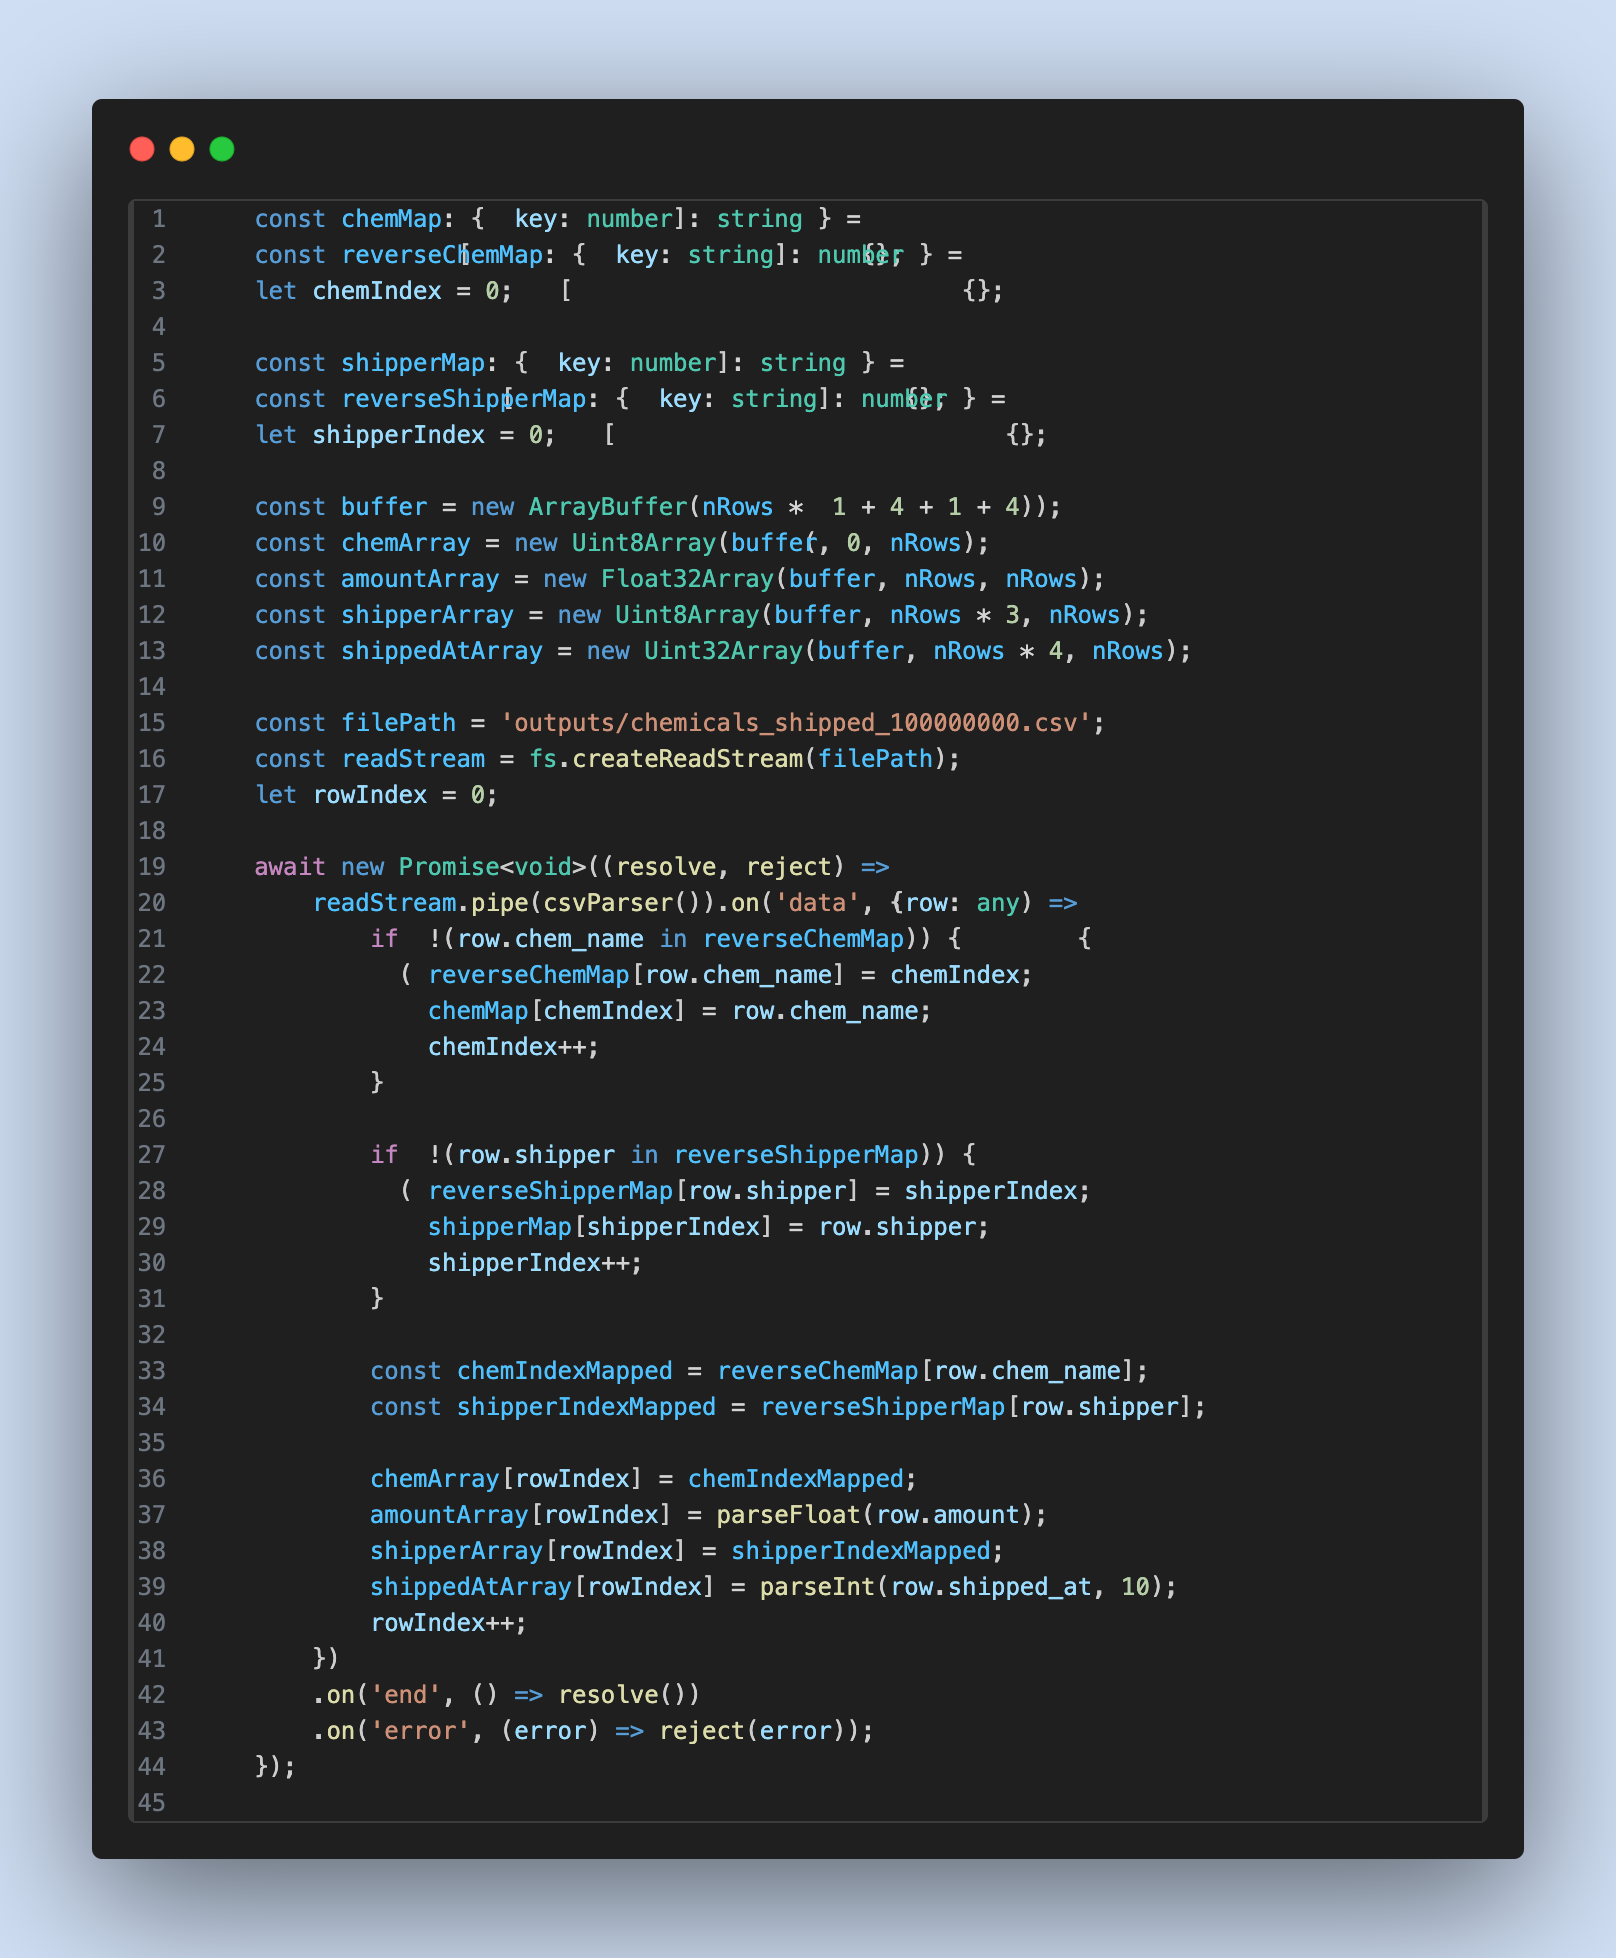 1 const chemMap: { [key: number]: string } = {};
2 const reverseChemMap: { [key: string]: number } = {};
3 let chemIndex = 0;
4
5 const shipperMap: { [key: number]: string } = {};
6 const reverseShipperMap: { [key: string]: number } = {};
7 let shipperIndex = 0;
8
9 const buffer = new ArrayBuffer(nRows * (1 + 4 + 1 + 4));
10 const chemArray = new Uint8Array(buffer, 0, nRows);
11 const amountArray = new Float32Array(buffer, nRows, nRows);
12 const shipperArray = new Uint8Array(buffer, nRows * 3, nRows);
13 const shippedAtArray = new Uint32Array(buffer, nRows * 4, nRows);
14
15 const filePath = 'outputs/chemicals_shipped_100000000.csv';
16 const readStream = fs.createReadStream(filePath);
17 let rowIndex = 0;
18
19 await new Promise<void>((resolve, reject) => {
20 readStream.pipe(csvParser()).on('data', (row: any) => {
21 if (!(row.chem_name in reverseChemMap)) {
22 reverseChemMap[row.chem_name] = chemIndex;
23 chemMap[chemIndex] = row.chem_name;
24 chemIndex++;
25 }
26
27 if (!(row.shipper in reverseShipperMap)) {
28 reverseShipperMap[row.shipper] = shipperIndex;
29 shipperMap[shipperIndex] = row.shipper;
30 shipperIndex++;
31 }
32
33 const chemIndexMapped = reverseChemMap[row.chem_name];
34 const shipperIndexMapped = reverseShipperMap[row.shipper];
35
36 chemArray[rowIndex] = chemIndexMapped;
37 amountArray[rowIndex] = parseFloat(row.amount);
38 shipperArray[rowIndex] = shipperIndexMapped;
39 shippedAtArray[rowIndex] = parseInt(row.shipped_at, 10);
40 rowIndex++;
41 })
42 .on('end', () => resolve())
43 .on('error', (error) => reject(error));
44 });
45